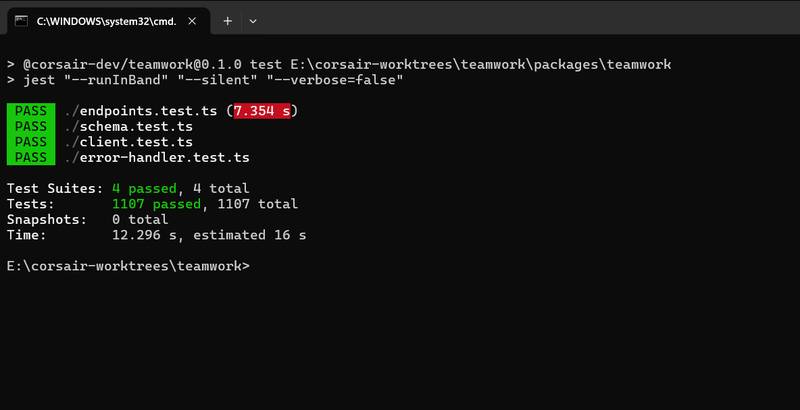 C:\WINDOWS\system32\cmd.
> @corsair-dev/teamwork@0.1.0 test E:\corsair-worktrees\teamwork\packages\teamwork
> jest "--runInBand" "--silent" "--verbose=false"
PASS ./endpoints.test.ts (7.354 s)
PASS ./schema.test.ts
PASS ./client.test.ts
PASS ./error-handler.test.ts
Test Suites: 4 passed, 4 total
Tests: 1107 passed, 1107 total
Snapshots: 0 total
Time: 12.296 s, estimated 16 s
E:\corsair-worktrees\teamwork>